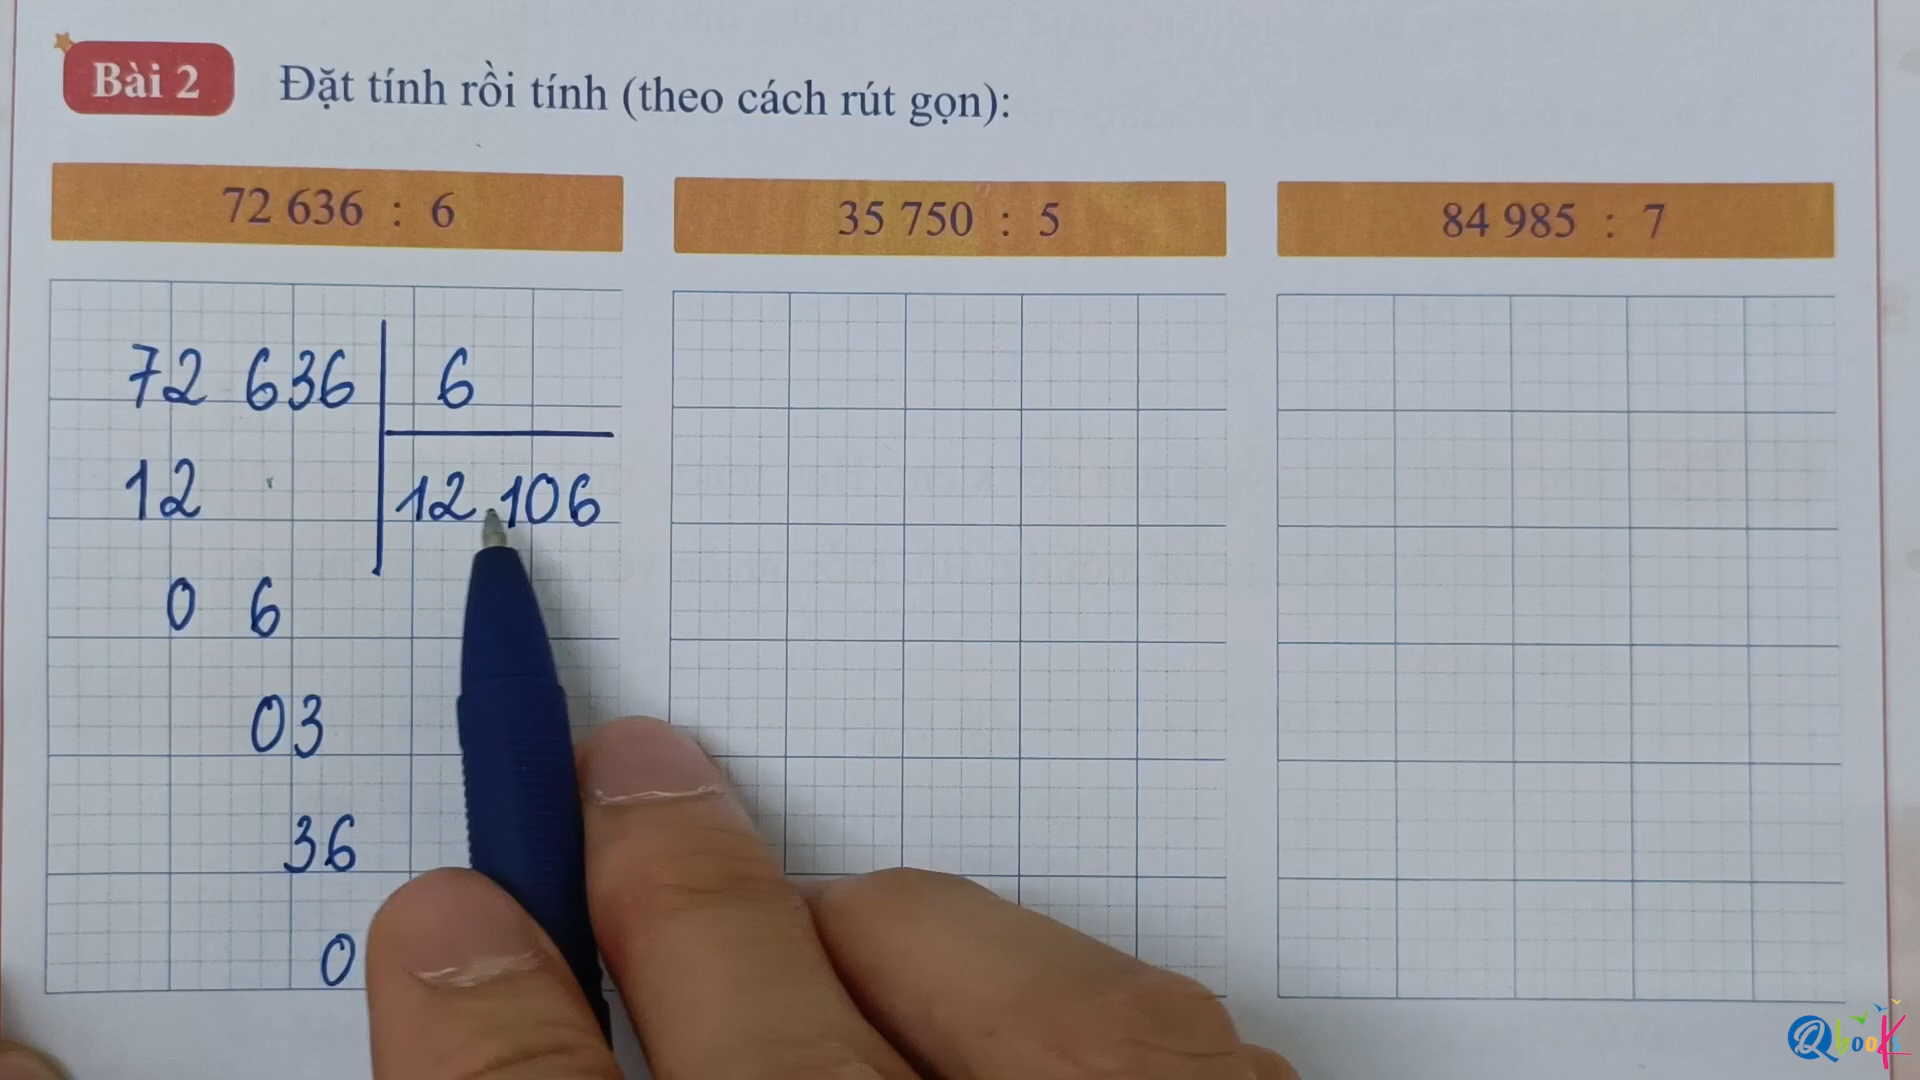 Bài 2 Đặt tính rồi tính (theo cách rút gọn):
72 636 : 6
35 750 : 5
84 985 : 7
72 636 6
12 12.106
0 6
03
36
0
QbooK